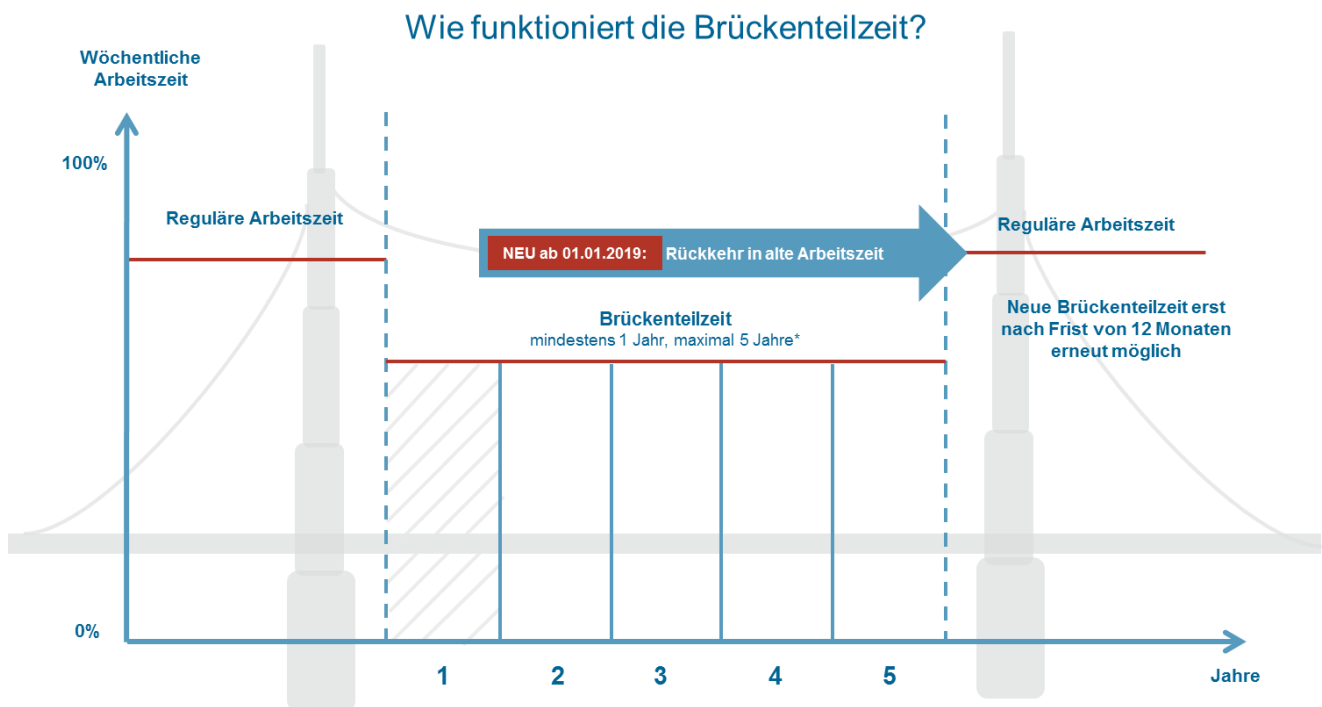 Wie funktioniert die Brückenteilzeit?
Wöchentliche
Arbeitszeit
100%
Reguläre Arbeitszeit
NEU ab 01.01.2019: Rückkehr in alte Arbeitszeit
Reguläre Arbeitszeit
Brückenteilzeit
mindestens 1 Jahr, maximal 5 Jahre*
Neue Brückenteilzeit erst
nach Frist von 12 Monaten
erneut möglich
0%
1 2 3 4 5 Jahre